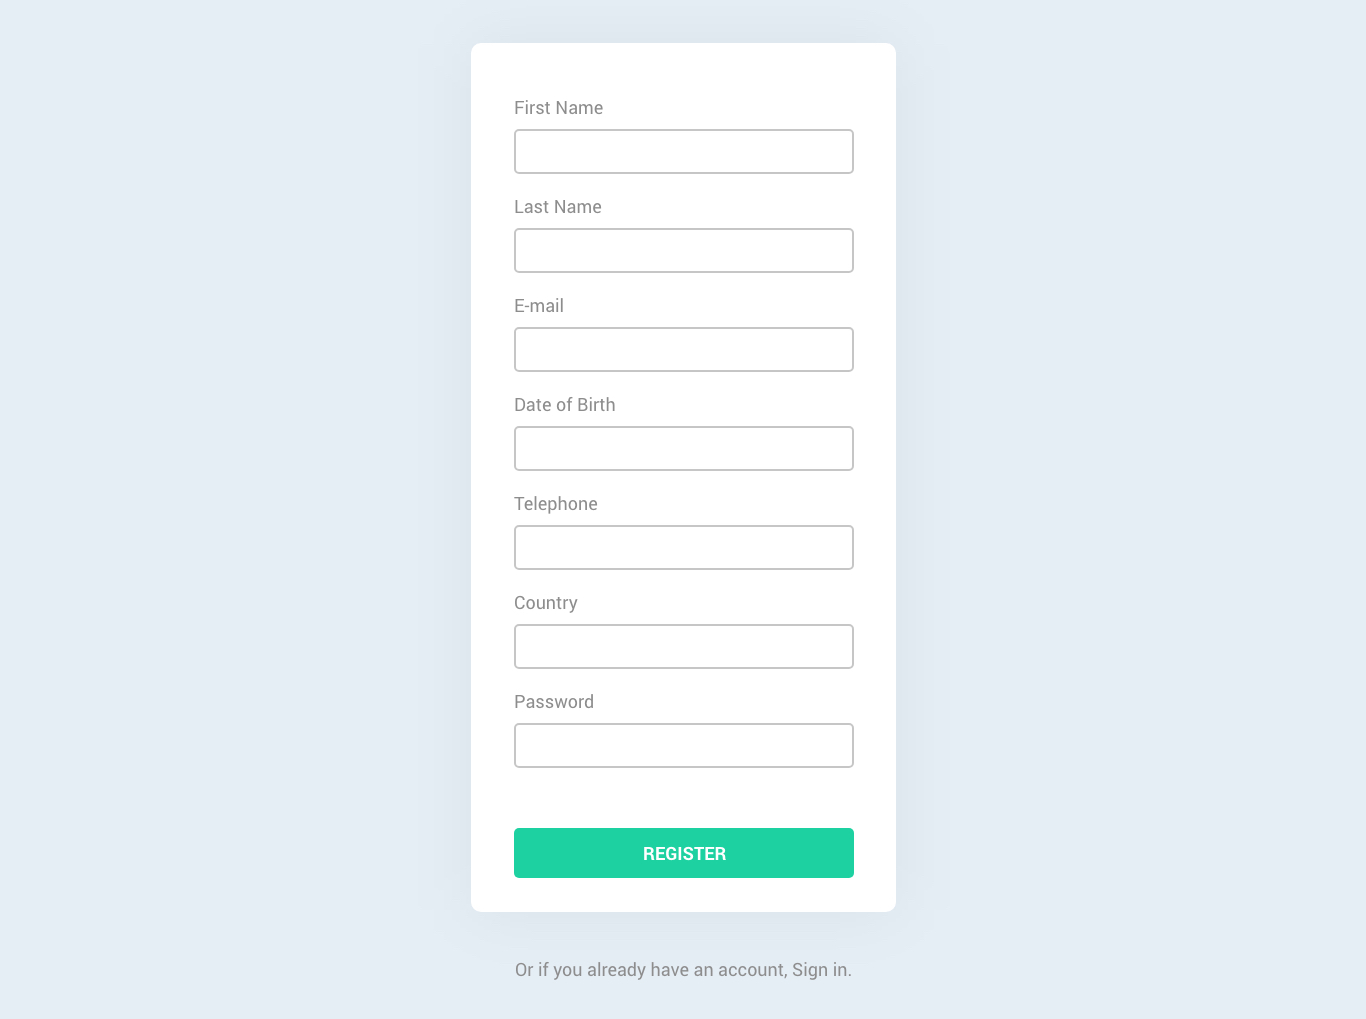 First Name
Last Name
E-mail
Date of Birth
Telephone
Country
Password
REGISTER
Or if you already have an account, Sign in.